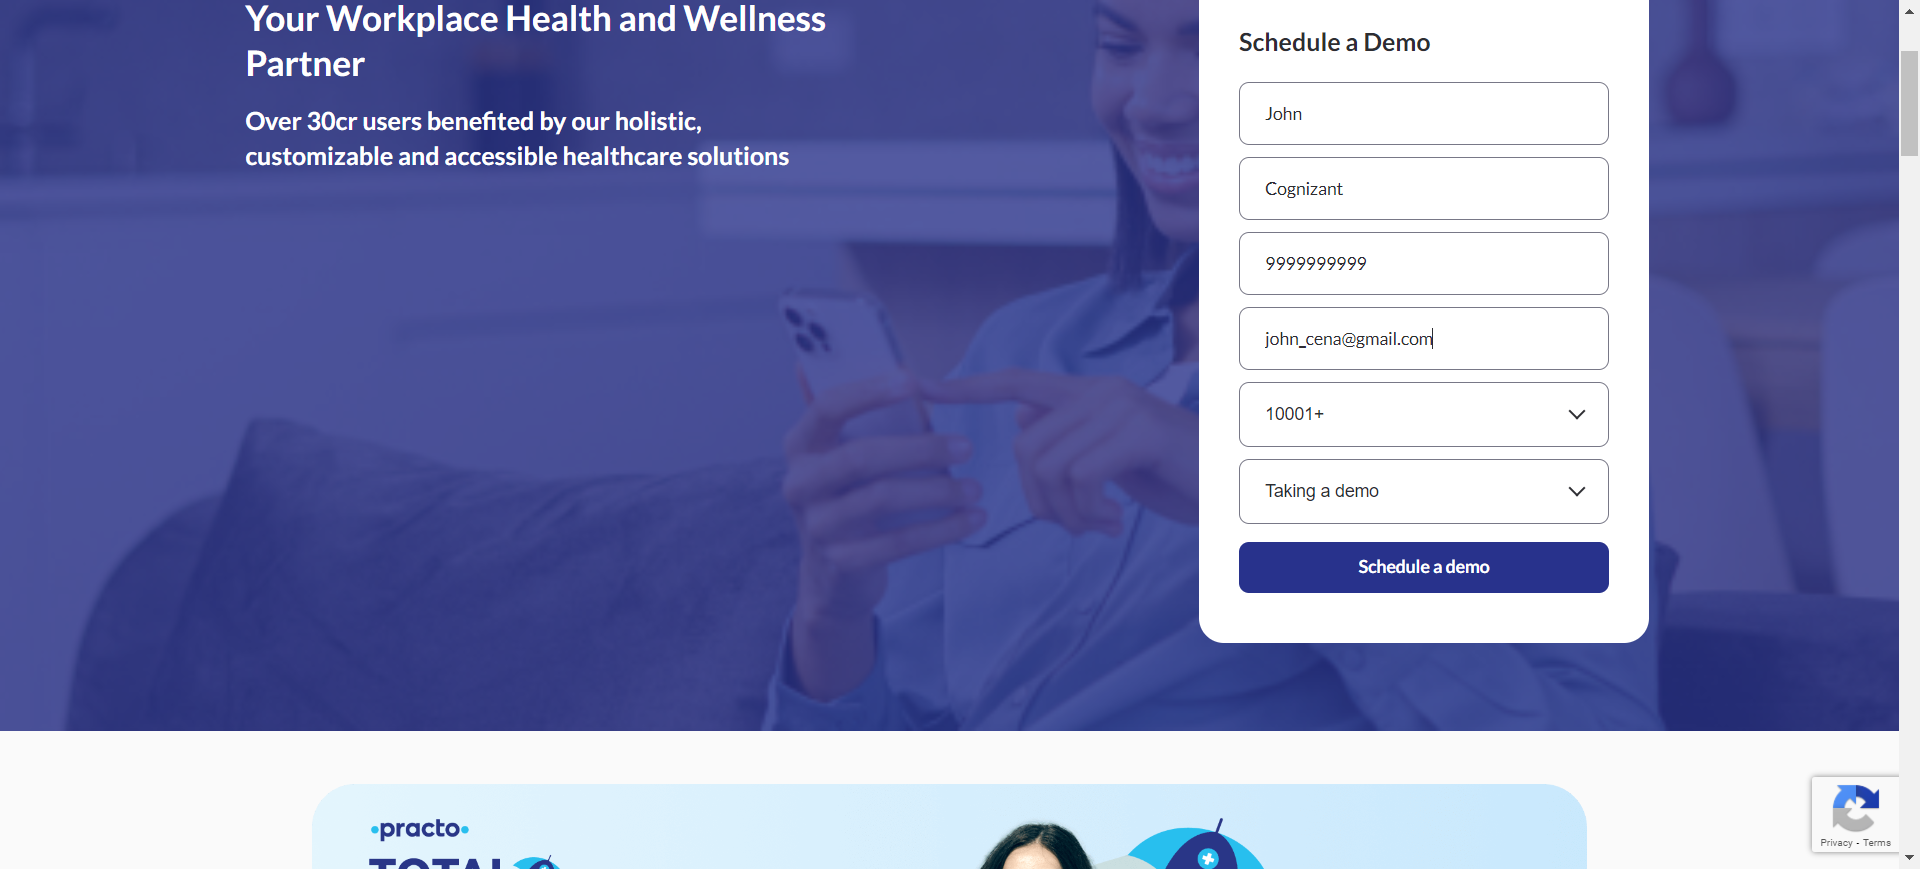 Your Workplace Health and Wellness
Partner
Over 30cr users benefited by our holistic,
customizable and accessible healthcare solutions
Schedule a Demo
John
Cognizant
9999999999
john_cena@gmail.com
10001+
Taking a demo
Schedule a demo
practo
TOTAL
Privacy - Terms